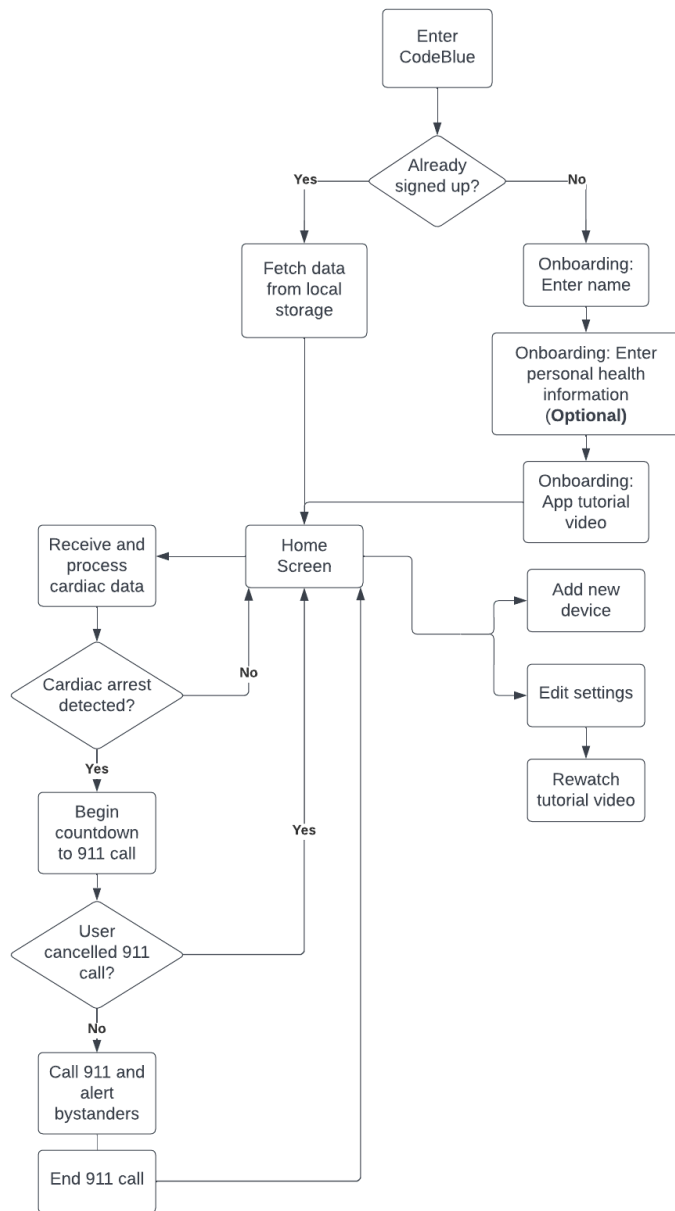 Enter
CodeBlue
Already
signed up?
Yes
No
Fetch data
from local
storage
Onboarding:
Enter name
Onboarding: Enter
personal health
information
(Optional)
Onboarding:
App tutorial
video
Home
Screen
Receive and
process
cardiac data
Add new
device
Cardiac arrest
detected?
No
Edit settings
Yes
Rewatch
tutorial video
Begin
countdown
to 911 call
Yes
User
cancelled 911
call?
No
Call 911 and
alert
bystanders
End 911 call